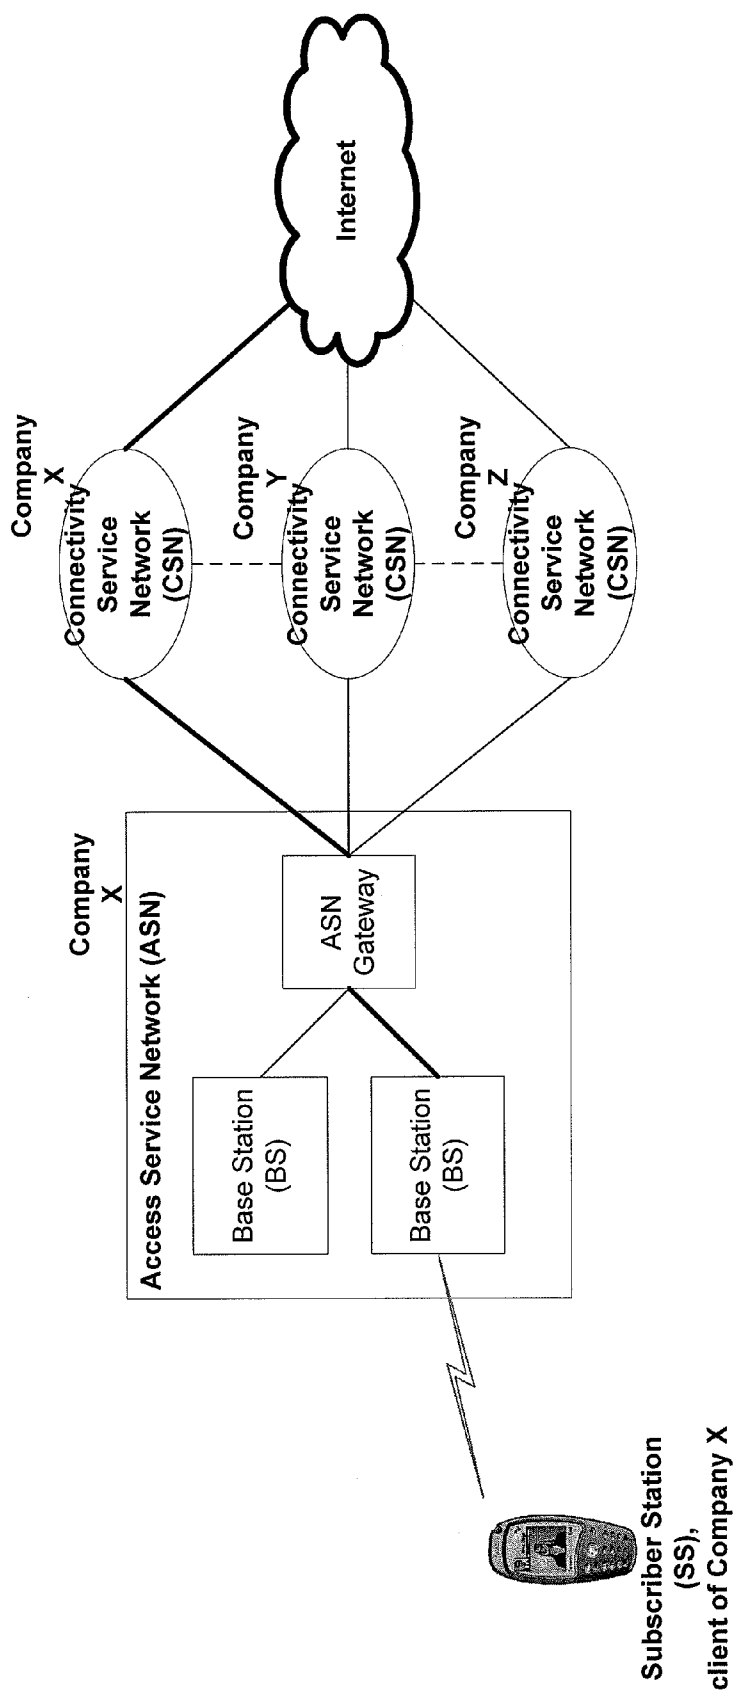 Company
X
Access Service Network (ASN)
Base Station
(BS)
Base Station
(BS)
ASN
Gateway
Company
X
Connectivity
Service
Network
(CSN)
Company
Y
Connectivity
Service
Network
(CSN)
Company
Z
Connectivity
Service
Network
(CSN)
Internet
Subscriber Station
(SS),
client of Company X